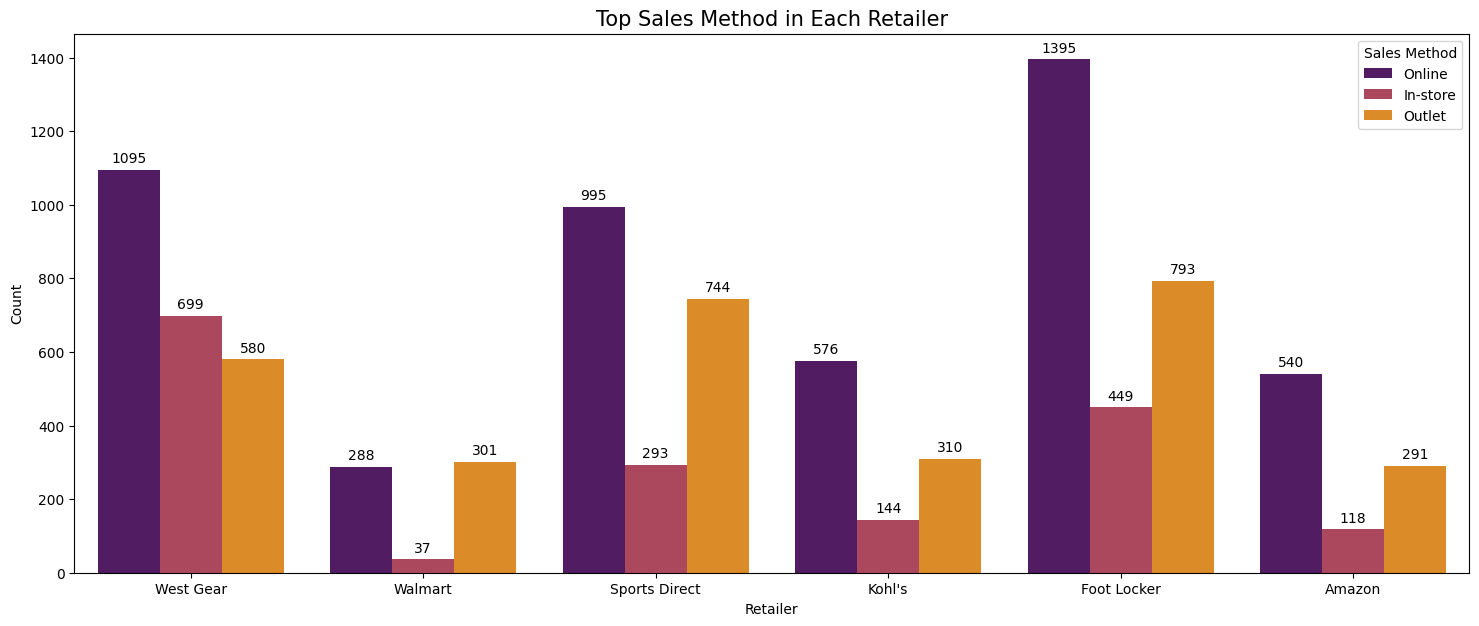 Top Sales Method in Each Retailer
Sales Method
Online
In-store
Outlet
Count
1400
1200
1000
800
600
400
200
0
1095
699
580
288
37
301
995
293
744
576
144
310
1395
449
793
540
118
291
West Gear
Walmart
Sports Direct
Kohl's
Foot Locker
Amazon
Retailer